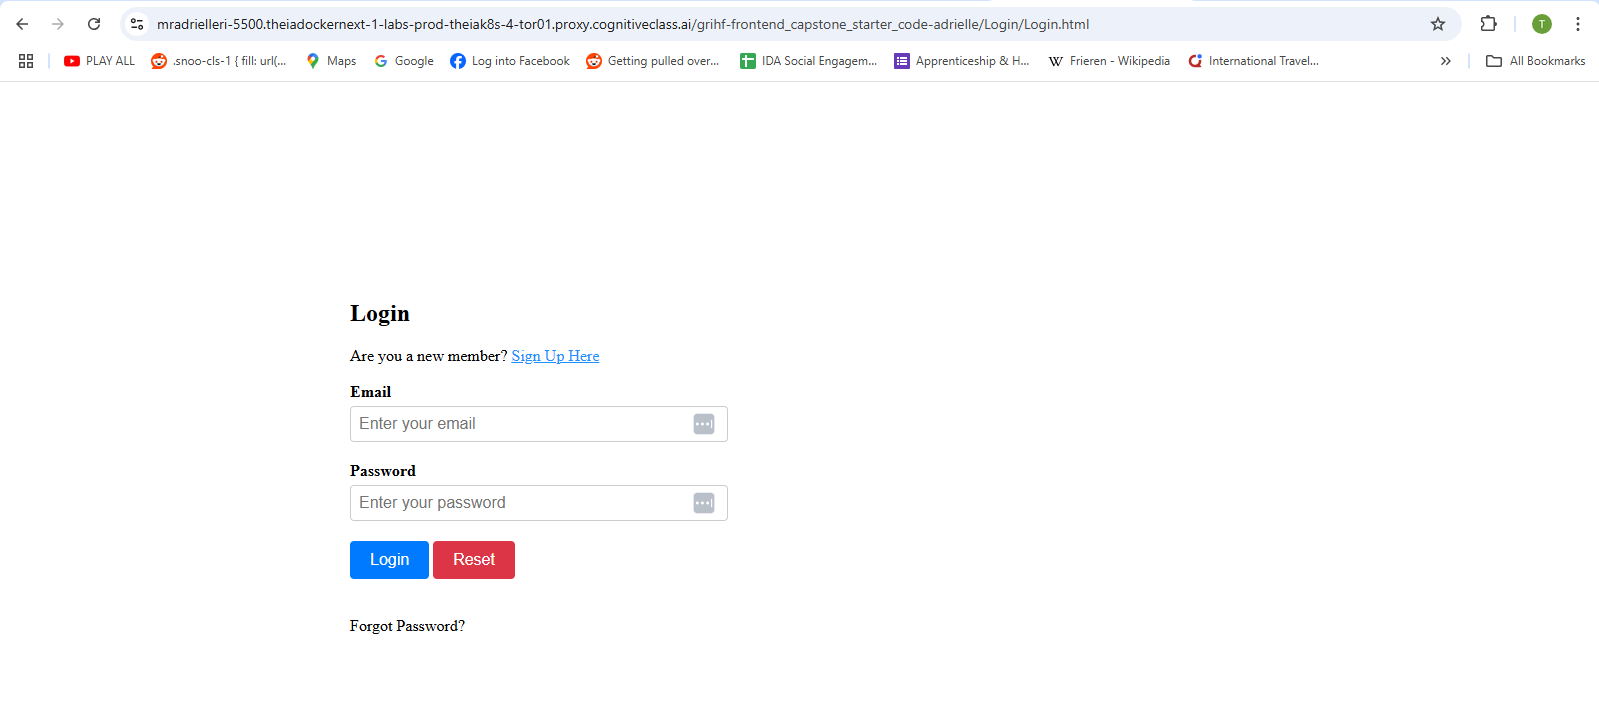 mradrielleri-5500.theiadockernext-1-labs-prod-theiak8s-4-tor01.proxy.cognitiveclass.ai/grihf-frontend_capstone_starter_code-adrielle/Login/Login.html
T
PLAY ALL .snoo-cls-1 { fill: url(... Maps Google Log into Facebook Getting pulled over... IDA Social Engagem... Apprenticeship & H... Frieren - Wikipedia International Travel... » All Bookmarks
Login
Are you a new member? Sign Up Here
Email
Enter your email
Password
Enter your password
Login Reset
Forgot Password?